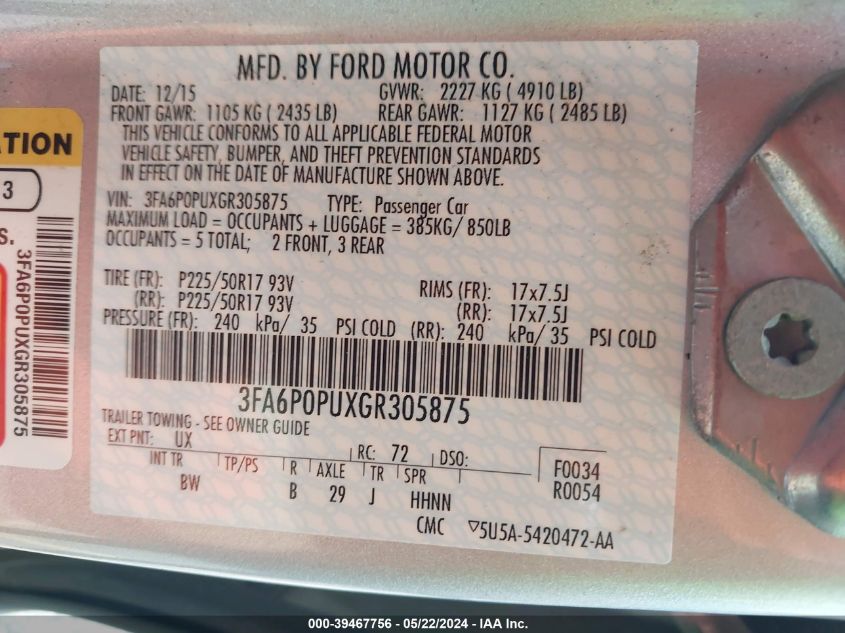 MFD. BY FORD MOTOR CO.
DATE: 12/15 GVWR: 2227 KG ( 4910 LB)
FRONT GAWR: 1105 KG ( 2435 LB) REAR GAWR: 1127 KG ( 2485 LB)
THIS VEHICLE CONFORMS TO ALL APPLICABLE FEDERAL MOTOR
VEHICLE SAFETY, BUMPER, AND THEFT PREVENTION STANDARDS
IN EFFECT ON THE DATE OF MANUFACTURE SHOWN ABOVE.
VIN: 3FA6P0PUXGR305875 TYPE: Passenger Car
MAXIMUM LOAD = OCCUPANTS + LUGGAGE = 385KG/ 850LB
OCCUPANTS = 5 TOTAL; 2 FRONT, 3 REAR
TIRE (FR): P225/50R17 93V RIMS (FR): 17x7.5J
(RR): P225/50R17 93V (RR): 17x7.5J
PRESSURE (FR): 240 kPa/ 35 PSI COLD (RR): 240 kPa/ 35 PSI COLD
3FA6P0PUXGR305875
TRAILER TOWING - SEE OWNER GUIDE
EXT PNT: UX RC: 72 DSO:
INT TR TP/PS R AXLE TR SPR
BW B 29 J HHNN
F0034
R0054
CMC ▽5U5A-5420472-AA
ATION
3
S.
3FA6P0PUXGR305875
000-39467756 - 05/22/2024 - IAA Inc.